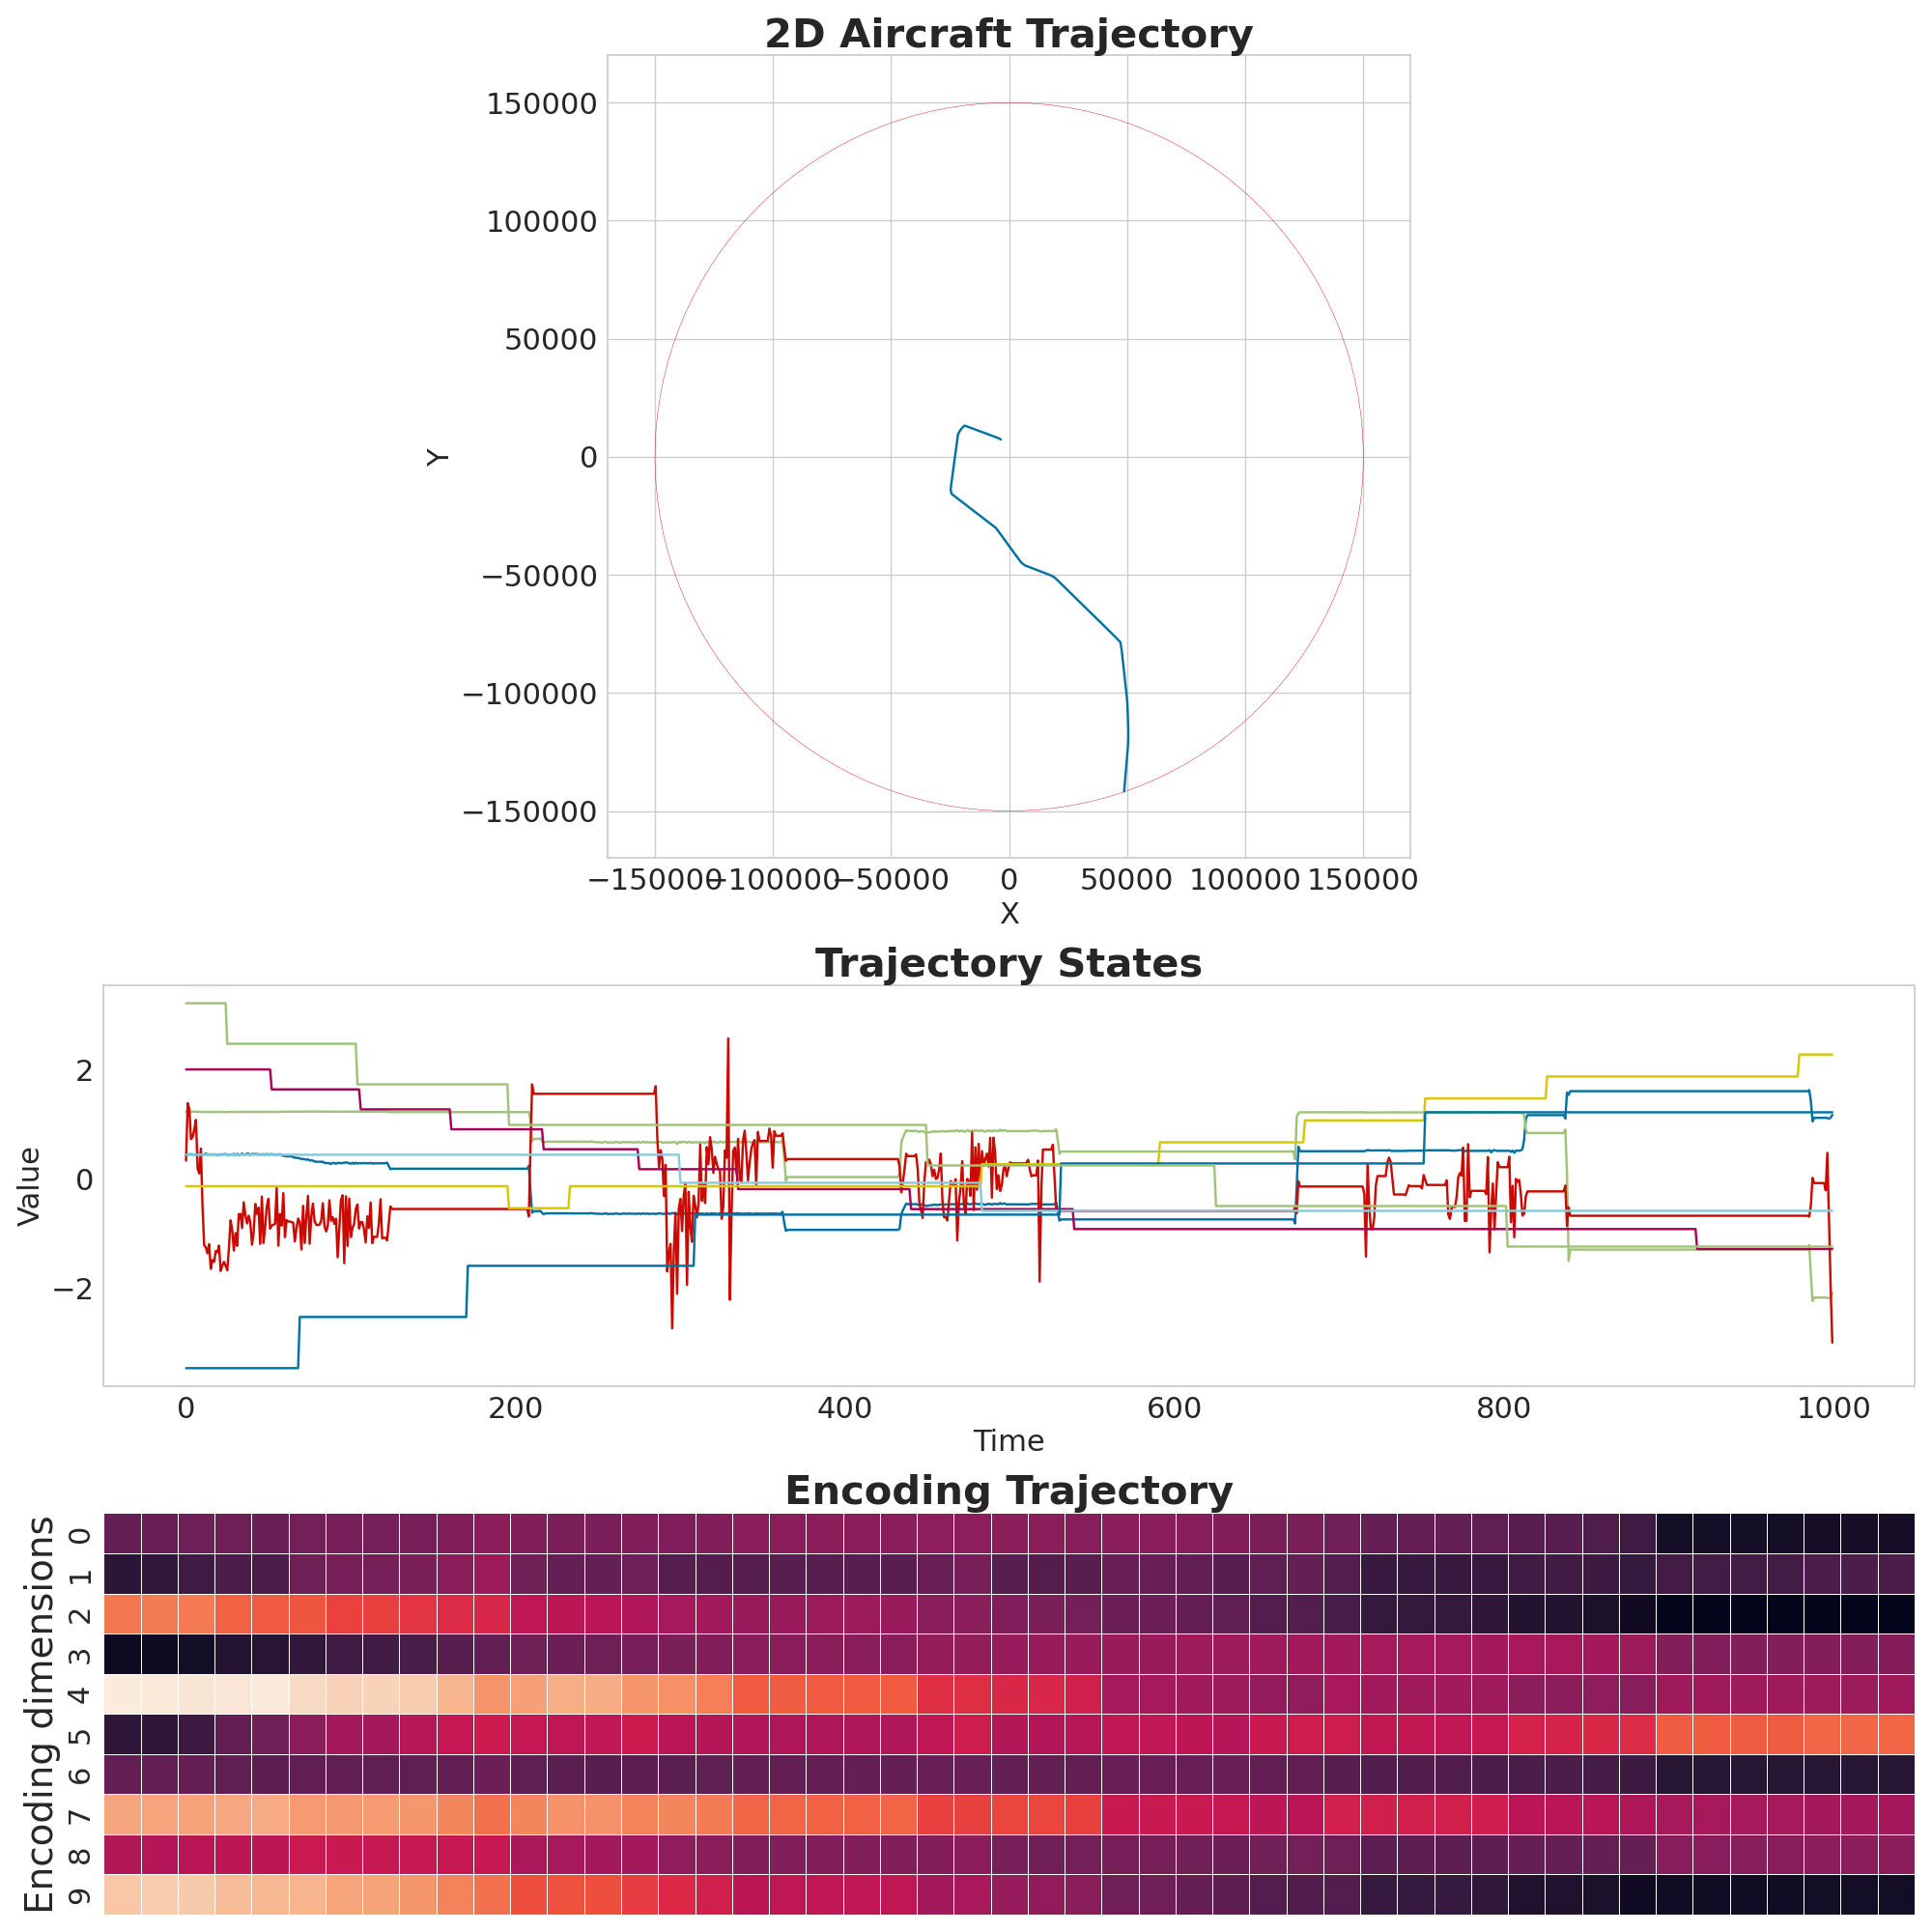 2D Aircraft Trajectory
150000
100000
50000
0
−50000
−100000
−150000
Y
−150000 −100000 −50000 0 50000 100000 150000
X
Trajectory States
2
0
−2
Value
0 200 400 600 800 1000
Time
Encoding Trajectory
0
1
2
3
4
5
6
7
8
9
Encoding dimensions